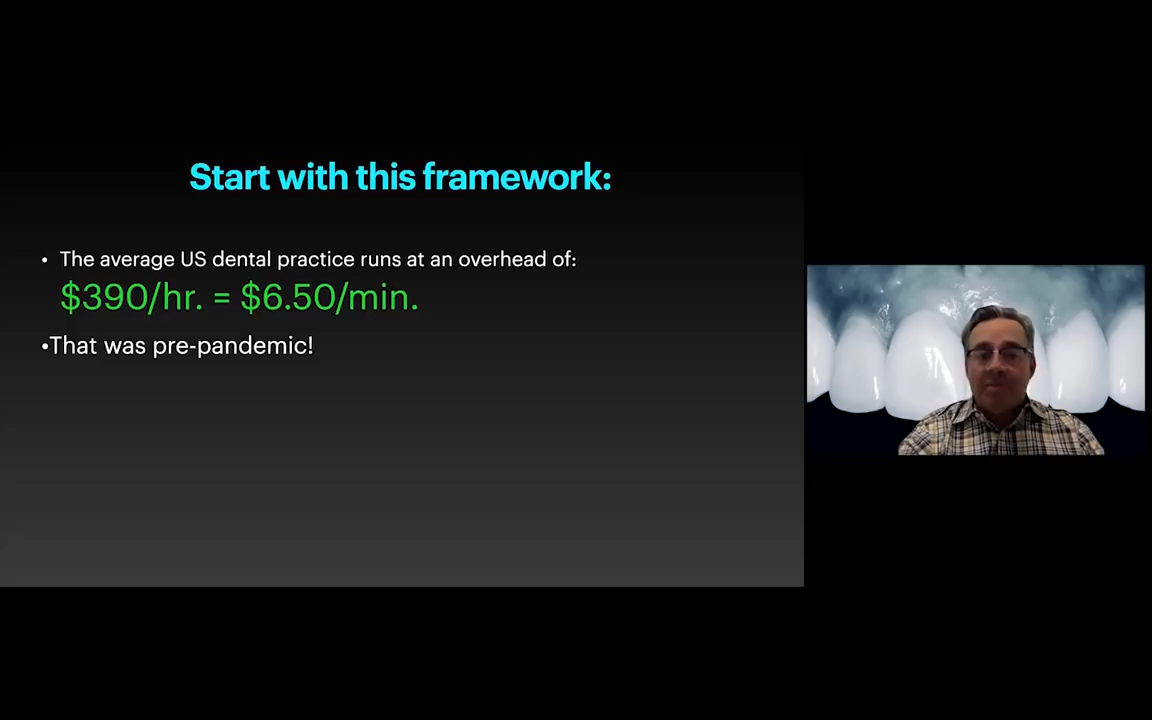 Start with this framework:
• The average US dental practice runs at an overhead of:
$390/hr. = $6.50/min.
•That was pre-pandemic!